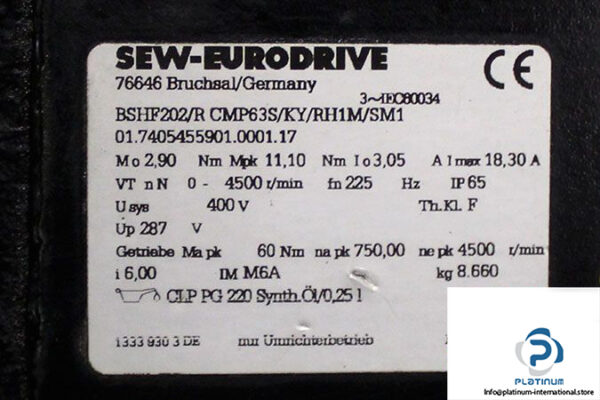 SEW-EURODRIVE
76646 Bruchsal/Germany
3~IEC60034
BSHF202/R CMP63S/KY/RH1M/SM1
01.7405455901.0001.17
Mo 2,90 Nm Mpk 11,10 Nm Io 3,05 A Imax 18,30 A
VT nN 0 - 4500 r/min fn 225 Hz IP 65
Usys 400 V Th.Kl. F
Up 287 V
Getriebe Ma pk 60 Nm na pk 750,00 ne pk 4500 r/min
i 6,00 IM M6A kg 8.660
CLP PG 220 Synth.Öl/0,25 l
1333 930 3 DE nur Umrichterbetrieb
CE
PLATINUM
Info@platinum-international.store